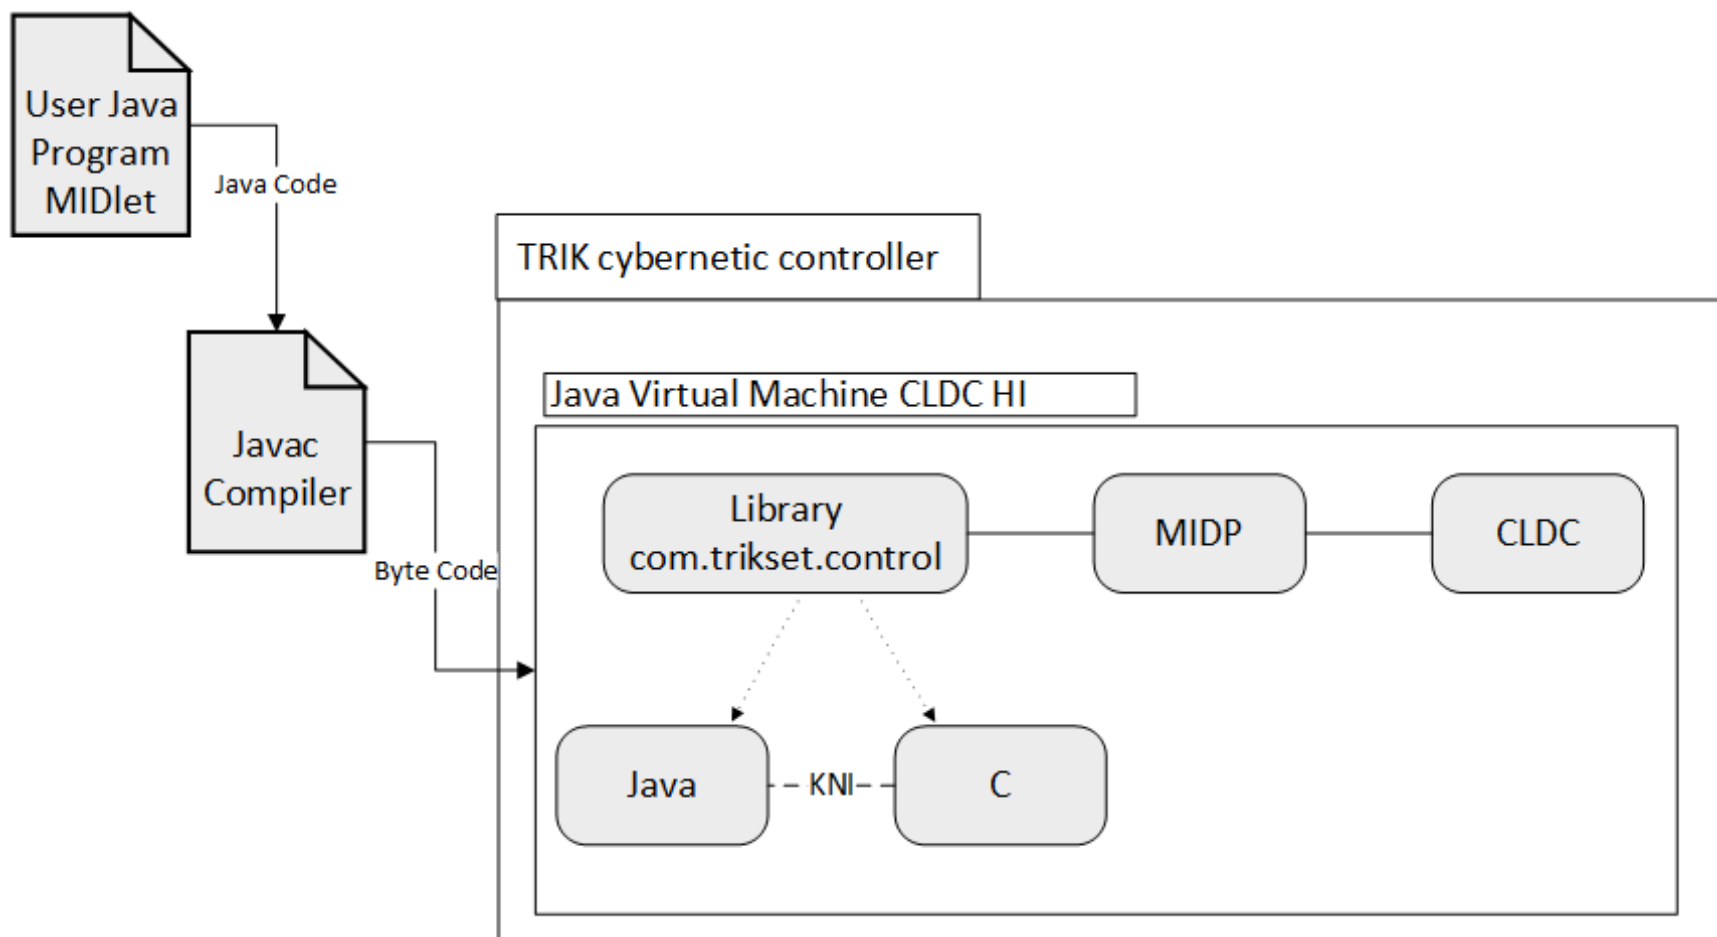 User Java
Program
MIDlet
Java Code
TRIK cybernetic controller
Java Virtual Machine CLDC HI
Javac
Compiler
Byte Code
Library
com.trikset.control
MIDP
CLDC
Java
KNI
C